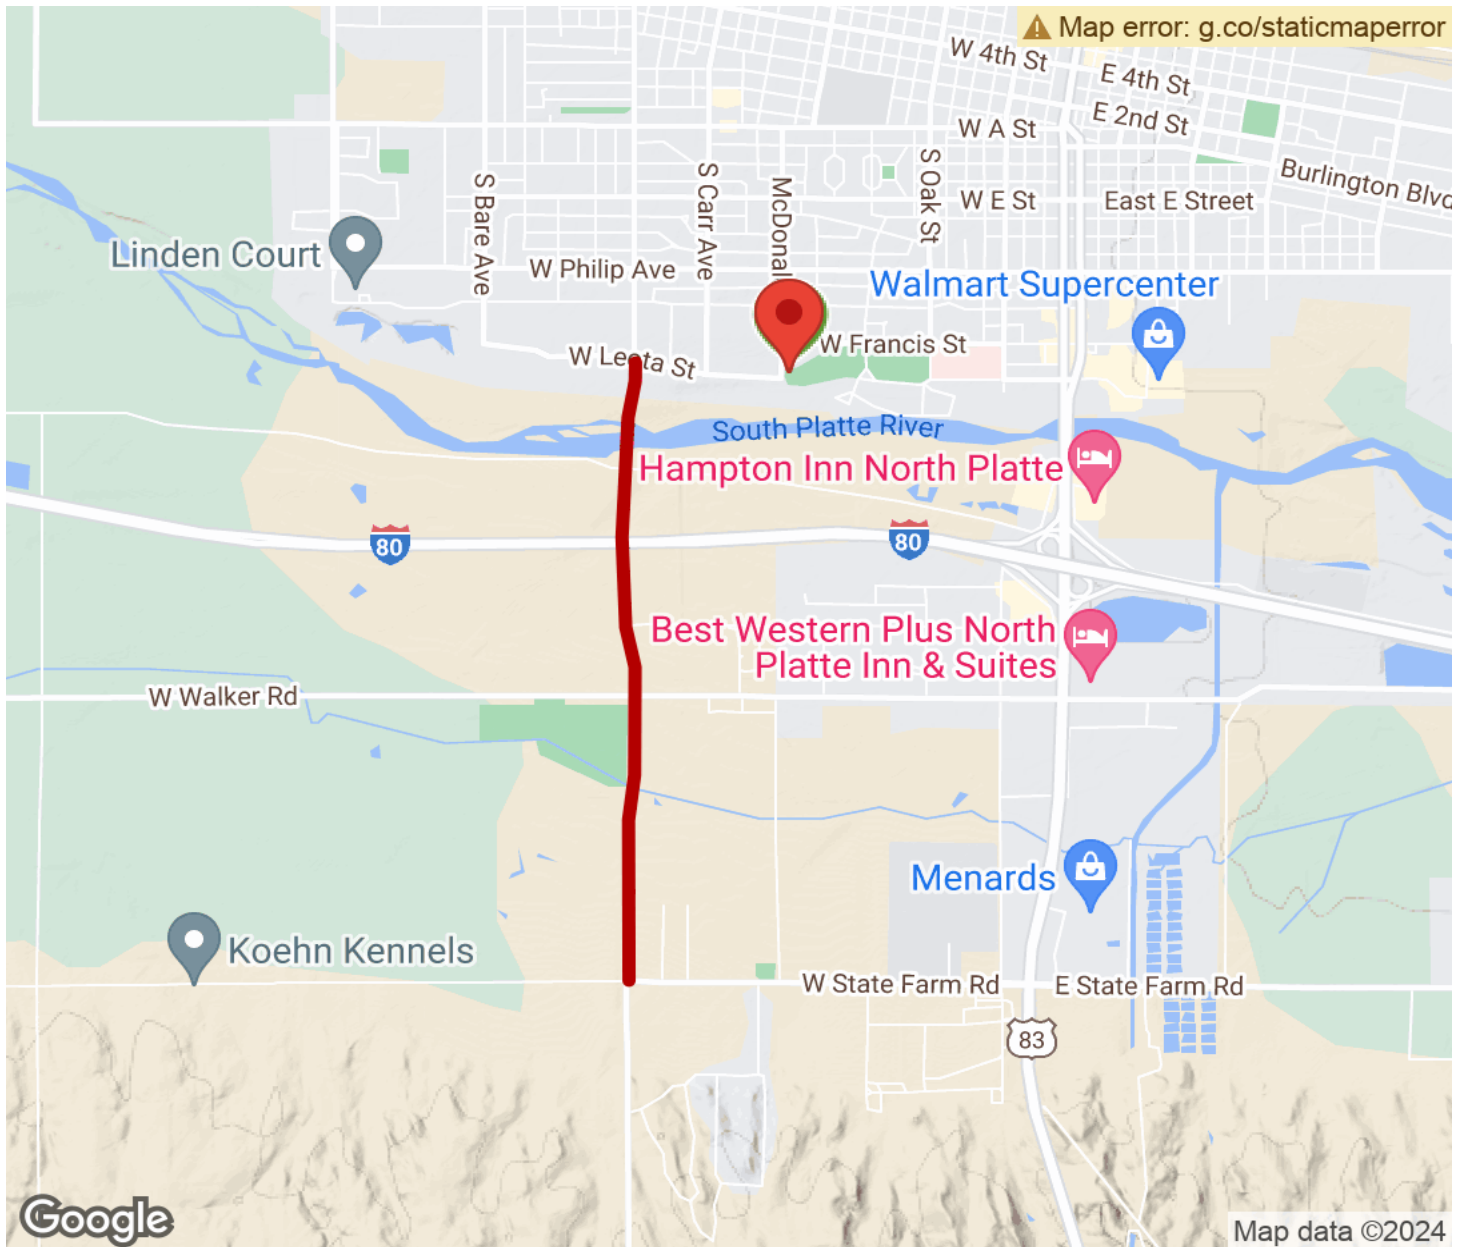 Map error: g.co/staticmaperror
W 4th St
E 4th St
E 2nd St
W A St
Burlington Blvd
S Bare Ave
S Carr Ave
McDonal
S Oak St
W E St
East E Street
Linden Court
W Philip Ave
Walmart Supercenter
W Francis St
W Leota St
South Platte River
Hampton Inn North Platte
80
80
Best Western Plus North
Platte Inn & Suites
W Walker Rd
Menards
Koehn Kennels
W State Farm Rd
E State Farm Rd
83
Google
Map data ©2024